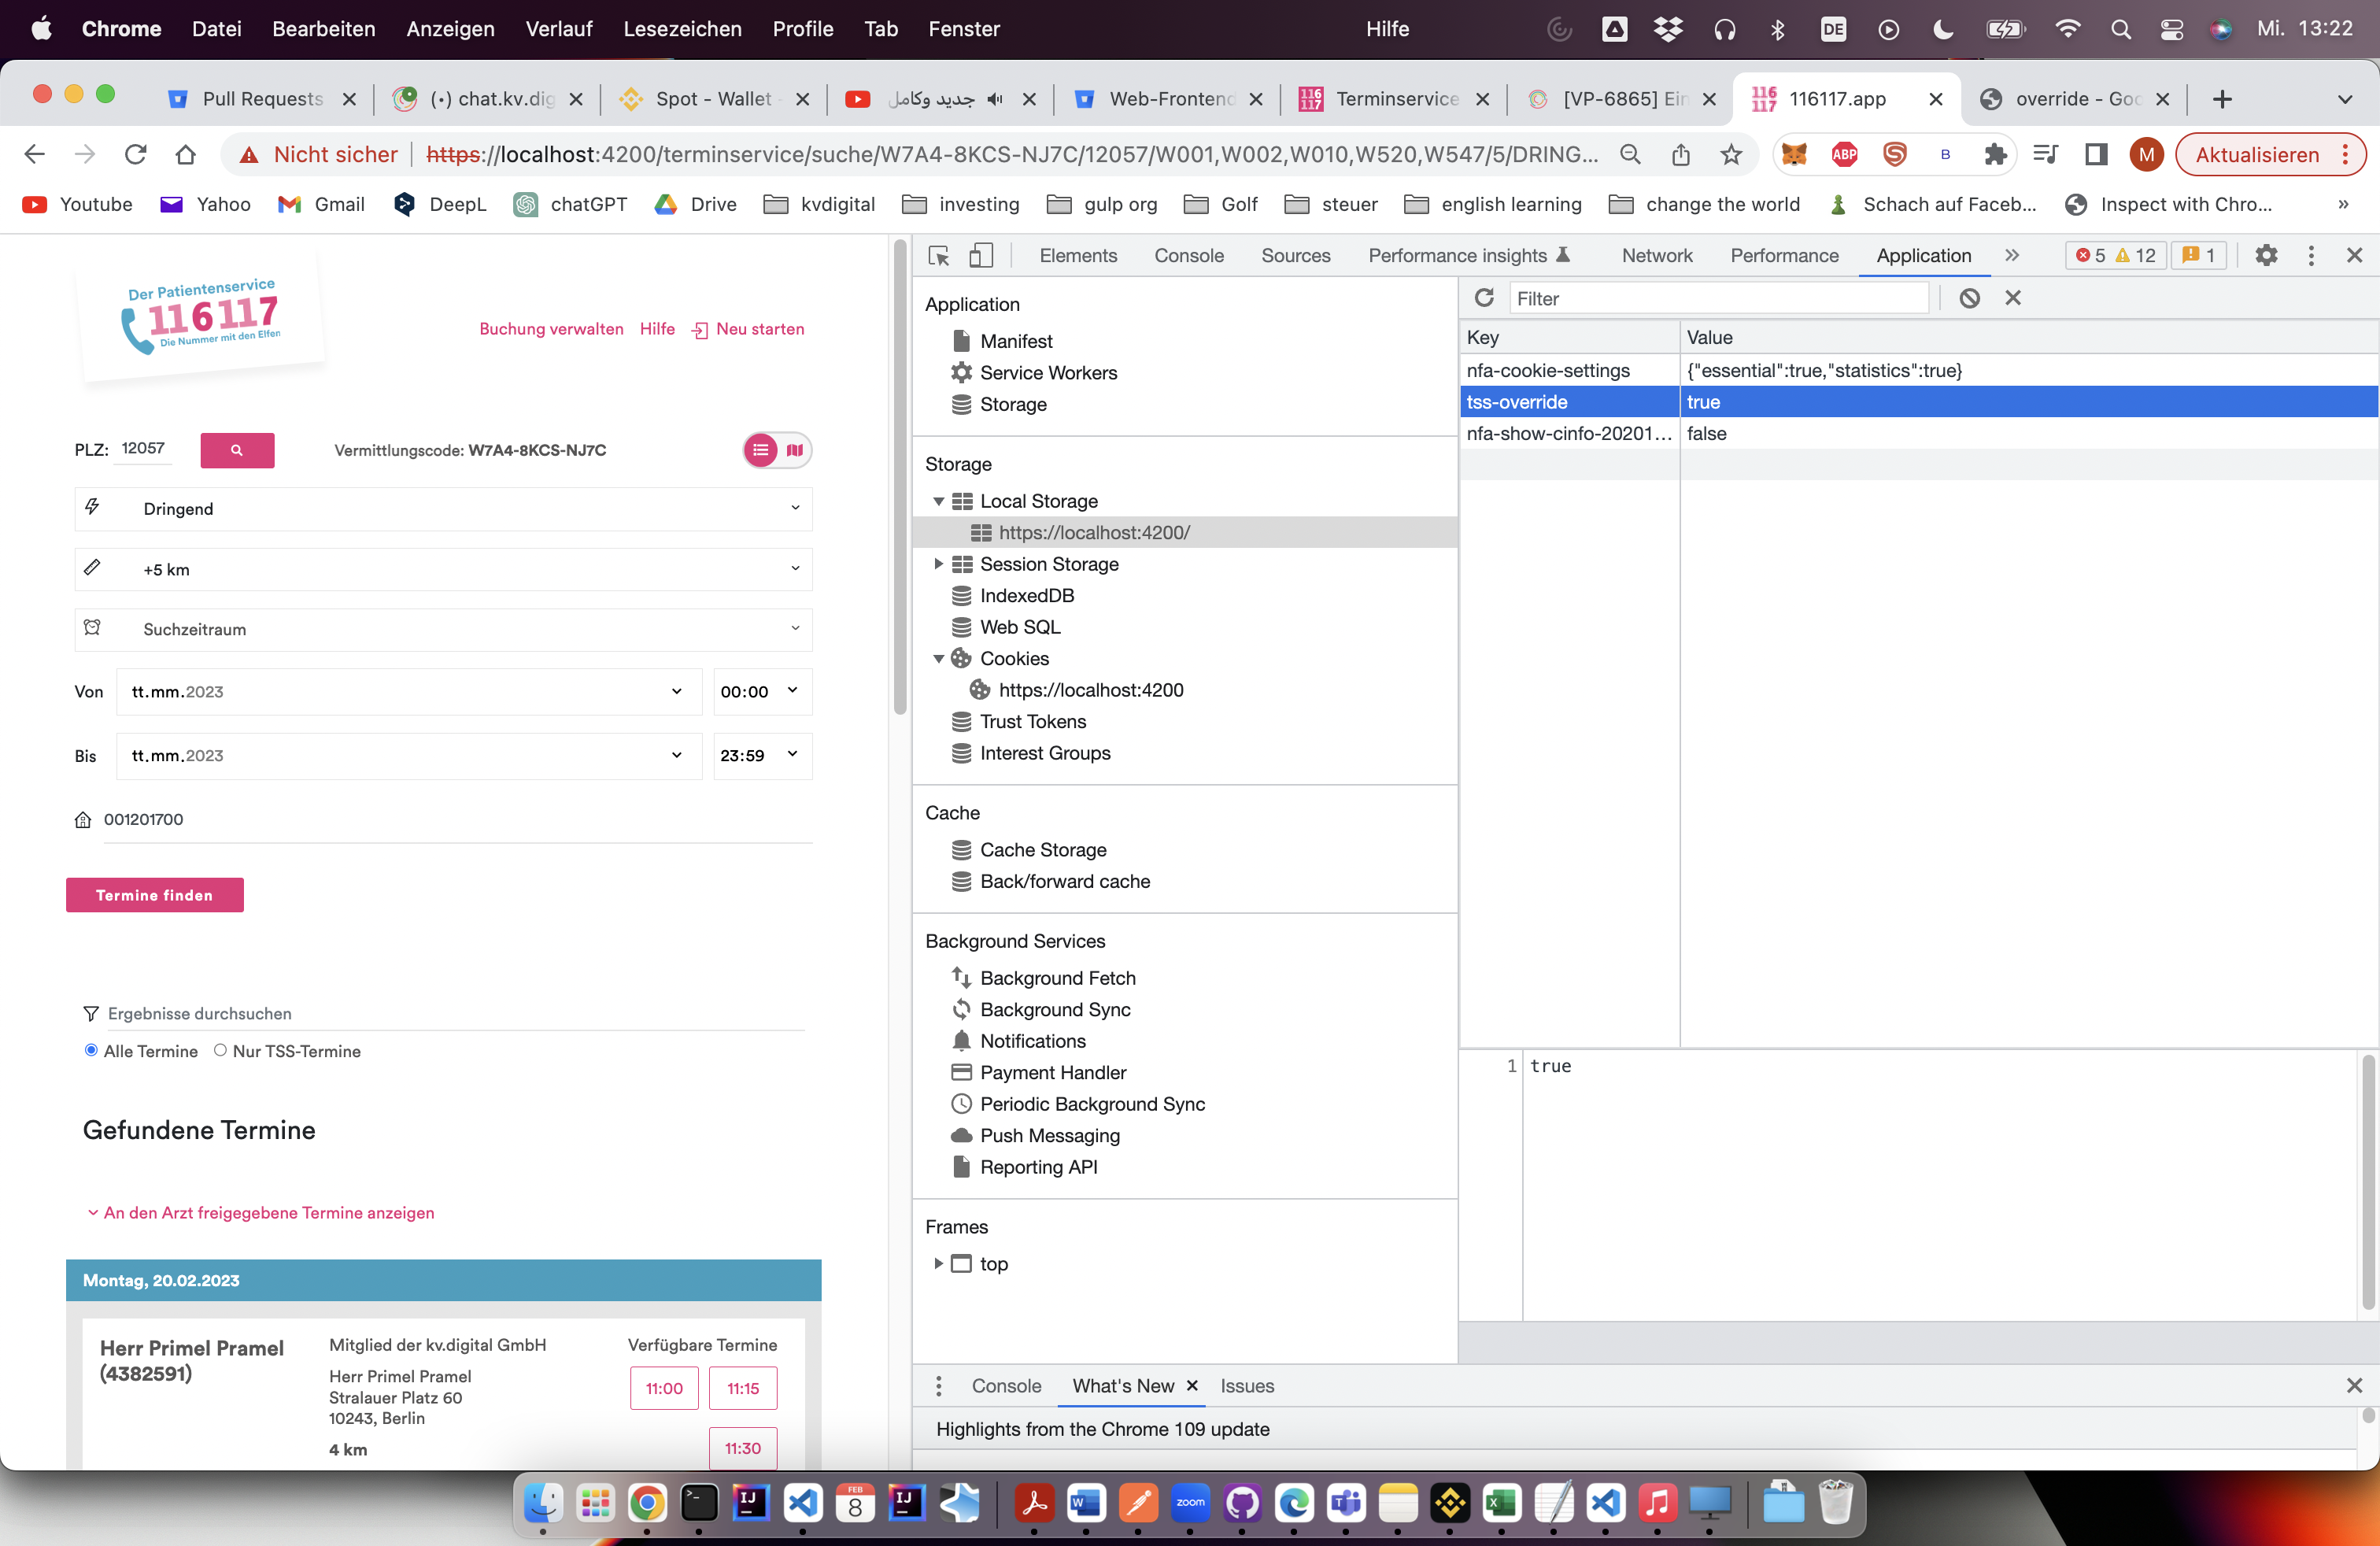 Chrome Datei Bearbeiten Anzeigen Verlauf Lesezeichen Profile Tab Fenster Hilfe DE Mi. 13:22
Pull Requests (•) chat.kv.dig Spot - Wallet - جديد وكامل Web-Frontend Terminservice [VP-6865] Ein 116117.app override - Goo
Nicht sicher https://localhost:4200/terminservice/suche/W7A4-8KCS-NJ7C/12057/W001,W002,W010,W520,W547/5/DRING... ABP B M Aktualisieren
Youtube Yahoo Gmail DeepL chatGPT Drive kvdigital investing gulp org Golf steuer english learning change the world Schach auf Faceb... Inspect with Chro... »
Der Patientenservice
116117
Die Nummer mit den Elfen
Buchung verwalten Hilfe Neu starten
PLZ: 12057 Vermittlungscode: W7A4-8KCS-NJ7C
Dringend
+5 km
Suchzeitraum
Von tt.mm.2023 00:00
Bis tt.mm.2023 23:59
001201700
Termine finden
Ergebnisse durchsuchen
Alle Termine Nur TSS-Termine
Gefundene Termine
An den Arzt freigegebene Termine anzeigen
Montag, 20.02.2023
Herr Primel Pramel
(4382591)
Mitglied der kv.digital GmbH
Herr Primel Pramel
Stralauer Platz 60
10243, Berlin
4 km
Verfügbare Termine
11:00 11:15
11:30
Elements Console Sources Performance insights Network Performance Application » 5 12 1
Application
Manifest
Service Workers
Storage
Storage
Local Storage
https://localhost:4200/
Session Storage
IndexedDB
Web SQL
Cookies
https://localhost:4200
Trust Tokens
Interest Groups
Cache
Cache Storage
Back/forward cache
Background Services
Background Fetch
Background Sync
Notifications
Payment Handler
Periodic Background Sync
Push Messaging
Reporting API
Frames
top
Filter
Key Value
nfa-cookie-settings {"essential":true,"statistics":true}
tss-override true
nfa-show-cinfo-20201... false
1 true
Console What's New Issues
Highlights from the Chrome 109 update
IJ FEB 8 IJ W zoom T X